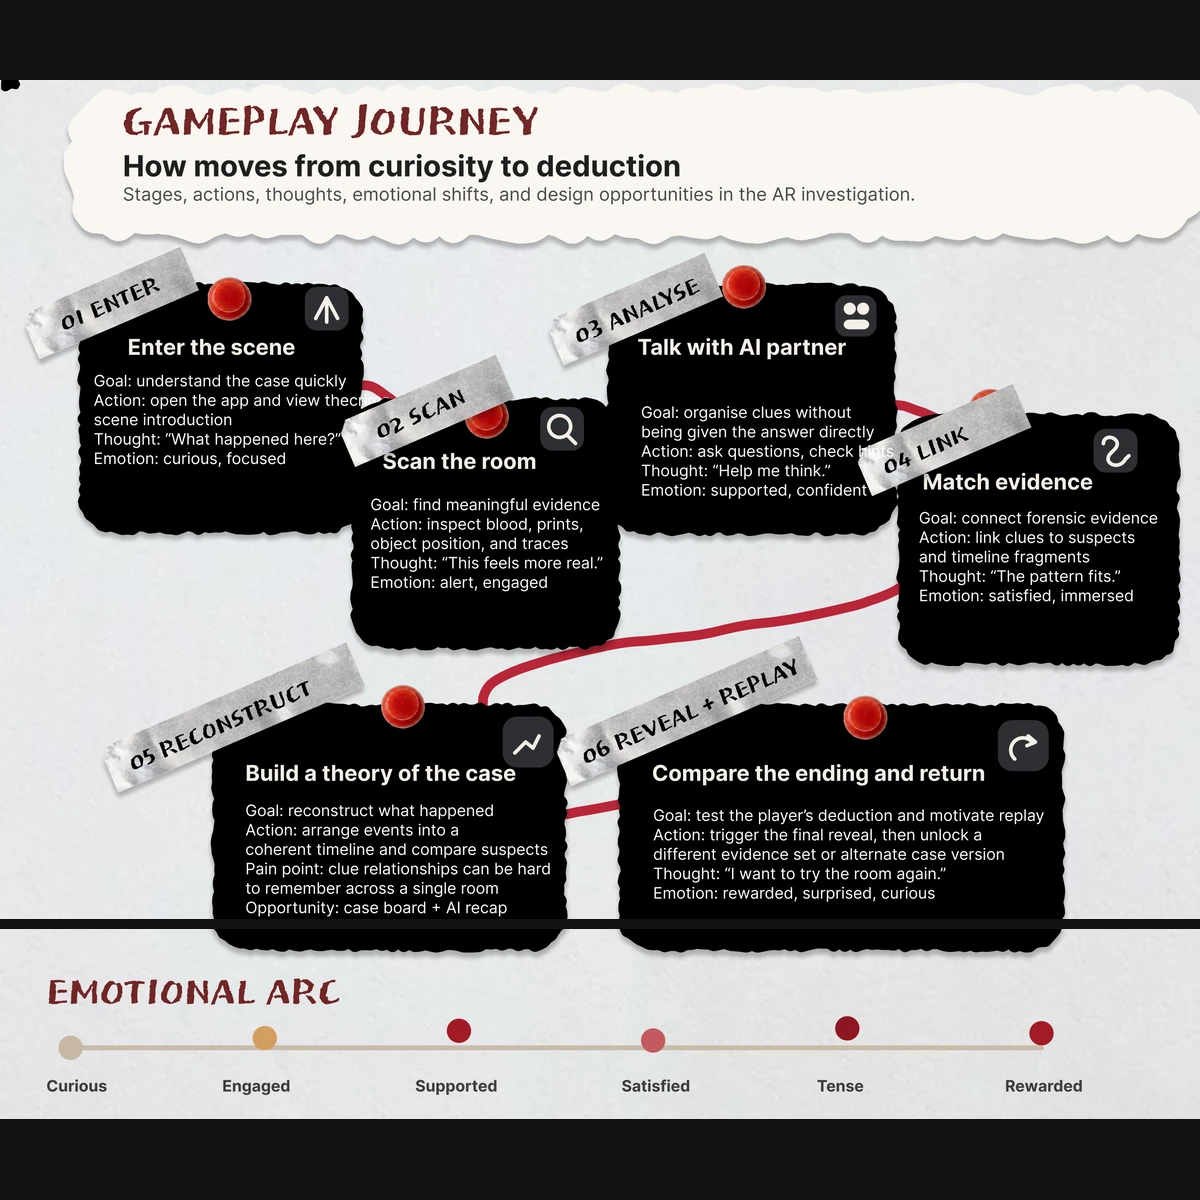 GAMEPLAY JOURNEY
How moves from curiosity to deduction
Stages, actions, thoughts, emotional shifts, and design opportunities in the AR investigation.
01 ENTER
Enter the scene
Goal: understand the case quickly
Action: open the app and view thecrime
scene introduction
Thought: “What happened here?”
Emotion: curious, focused
02 SCAN
Scan the room
Goal: find meaningful evidence
Action: inspect blood, prints,
object position, and traces
Thought: “This feels more real.”
Emotion: alert, engaged
03 ANALYSE
Talk with AI partner
Goal: organise clues without
being given the answer directly
Action: ask questions, check hints
Thought: “Help me think.”
Emotion: supported, confident
04 LINK
Match evidence
Goal: connect forensic evidence
Action: link clues to suspects
and timeline fragments
Thought: “The pattern fits.”
Emotion: satisfied, immersed
05 RECONSTRUCT
Build a theory of the case
Goal: reconstruct what happened
Action: arrange events into a
coherent timeline and compare suspects
Pain point: clue relationships can be hard
to remember across a single room
Opportunity: case board + AI recap
06 REVEAL + REPLAY
Compare the ending and return
Goal: test the player’s deduction and motivate replay
Action: trigger the final reveal, then unlock a
different evidence set or alternate case version
Thought: “I want to try the room again.”
Emotion: rewarded, surprised, curious
EMOTIONAL ARC
Curious
Engaged
Supported
Satisfied
Tense
Rewarded